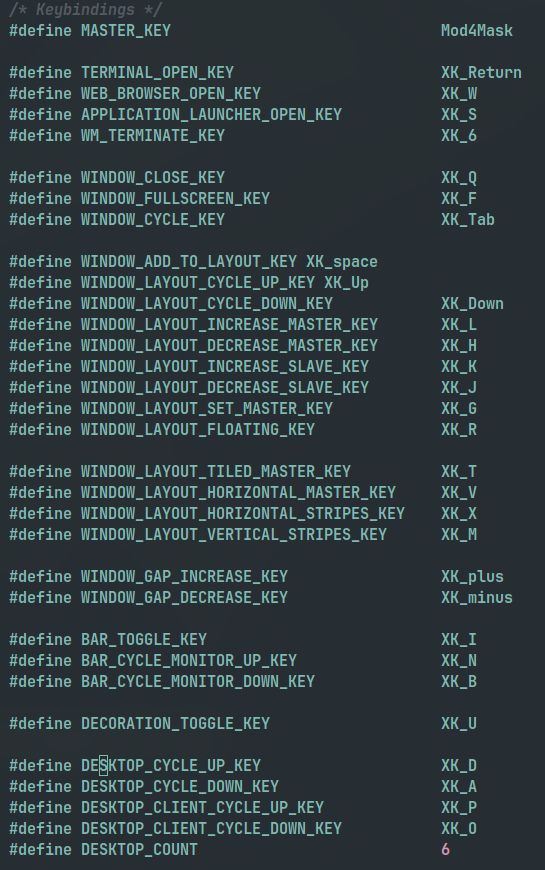 /* Keybindings */
#define MASTER_KEY Mod4Mask
#define TERMINAL_OPEN_KEY XK_Return
#define WEB_BROWSER_OPEN_KEY XK_W
#define APPLICATION_LAUNCHER_OPEN_KEY XK_S
#define WM_TERMINATE_KEY XK_6
#define WINDOW_CLOSE_KEY XK_Q
#define WINDOW_FULLSCREEN_KEY XK_F
#define WINDOW_CYCLE_KEY XK_Tab
#define WINDOW_ADD_TO_LAYOUT_KEY XK_space
#define WINDOW_LAYOUT_CYCLE_UP_KEY XK_Up
#define WINDOW_LAYOUT_CYCLE_DOWN_KEY XK_Down
#define WINDOW_LAYOUT_INCREASE_MASTER_KEY XK_L
#define WINDOW_LAYOUT_DECREASE_MASTER_KEY XK_H
#define WINDOW_LAYOUT_INCREASE_SLAVE_KEY XK_K
#define WINDOW_LAYOUT_DECREASE_SLAVE_KEY XK_J
#define WINDOW_LAYOUT_SET_MASTER_KEY XK_G
#define WINDOW_LAYOUT_FLOATING_KEY XK_R
#define WINDOW_LAYOUT_TILED_MASTER_KEY XK_T
#define WINDOW_LAYOUT_HORIZONTAL_MASTER_KEY XK_V
#define WINDOW_LAYOUT_HORIZONTAL_STRIPES_KEY XK_X
#define WINDOW_LAYOUT_VERTICAL_STRIPES_KEY XK_M
#define WINDOW_GAP_INCREASE_KEY XK_plus
#define WINDOW_GAP_DECREASE_KEY XK_minus
#define BAR_TOGGLE_KEY XK_I
#define BAR_CYCLE_MONITOR_UP_KEY XK_N
#define BAR_CYCLE_MONITOR_DOWN_KEY XK_B
#define DECORATION_TOGGLE_KEY XK_U
#define DESKTOP_CYCLE_UP_KEY XK_D
#define DESKTOP_CYCLE_DOWN_KEY XK_A
#define DESKTOP_CLIENT_CYCLE_UP_KEY XK_P
#define DESKTOP_CLIENT_CYCLE_DOWN_KEY XK_O
#define DESKTOP_COUNT 6